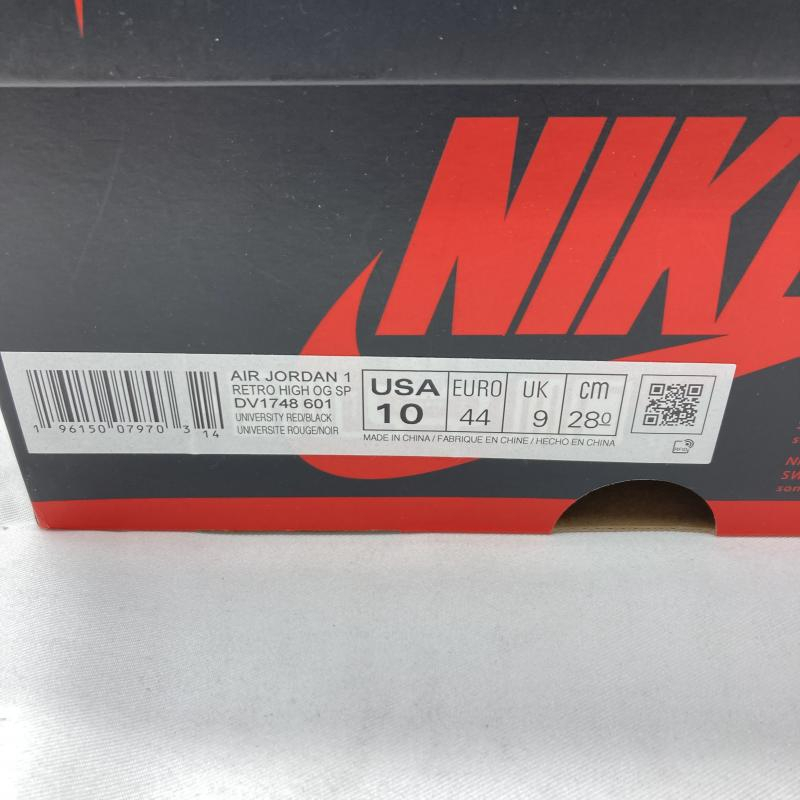 NIKE
AIR JORDAN 1
RETRO HIGH OG SP
DV1748 601
UNIVERSITY RED/BLACK
UNIVERSITE ROUGE/NOIR
1 96150 07970 3 14
USA EURO UK cm
10 44 9 28.0
MADE IN CHINA / FABRIQUE EN CHINE / HECHO EN CHINA
RFID